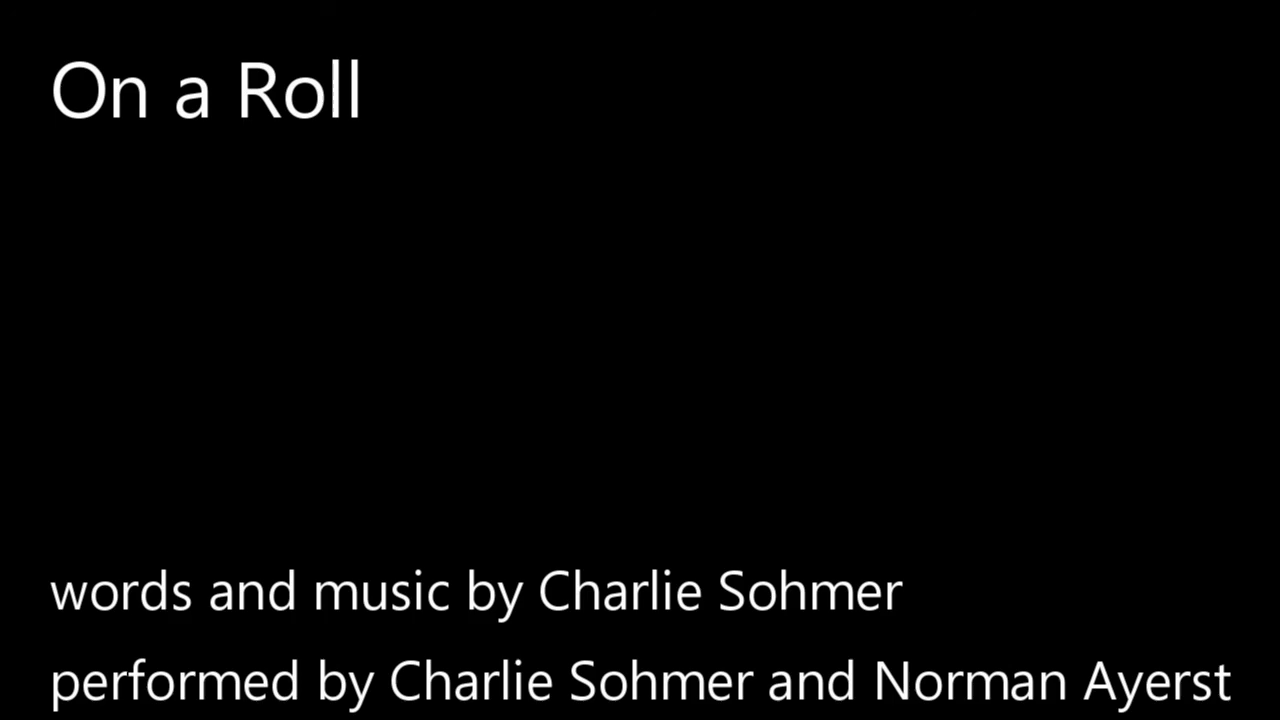 On a Roll
words and music by Charlie Sohmer
performed by Charlie Sohmer and Norman Ayerst